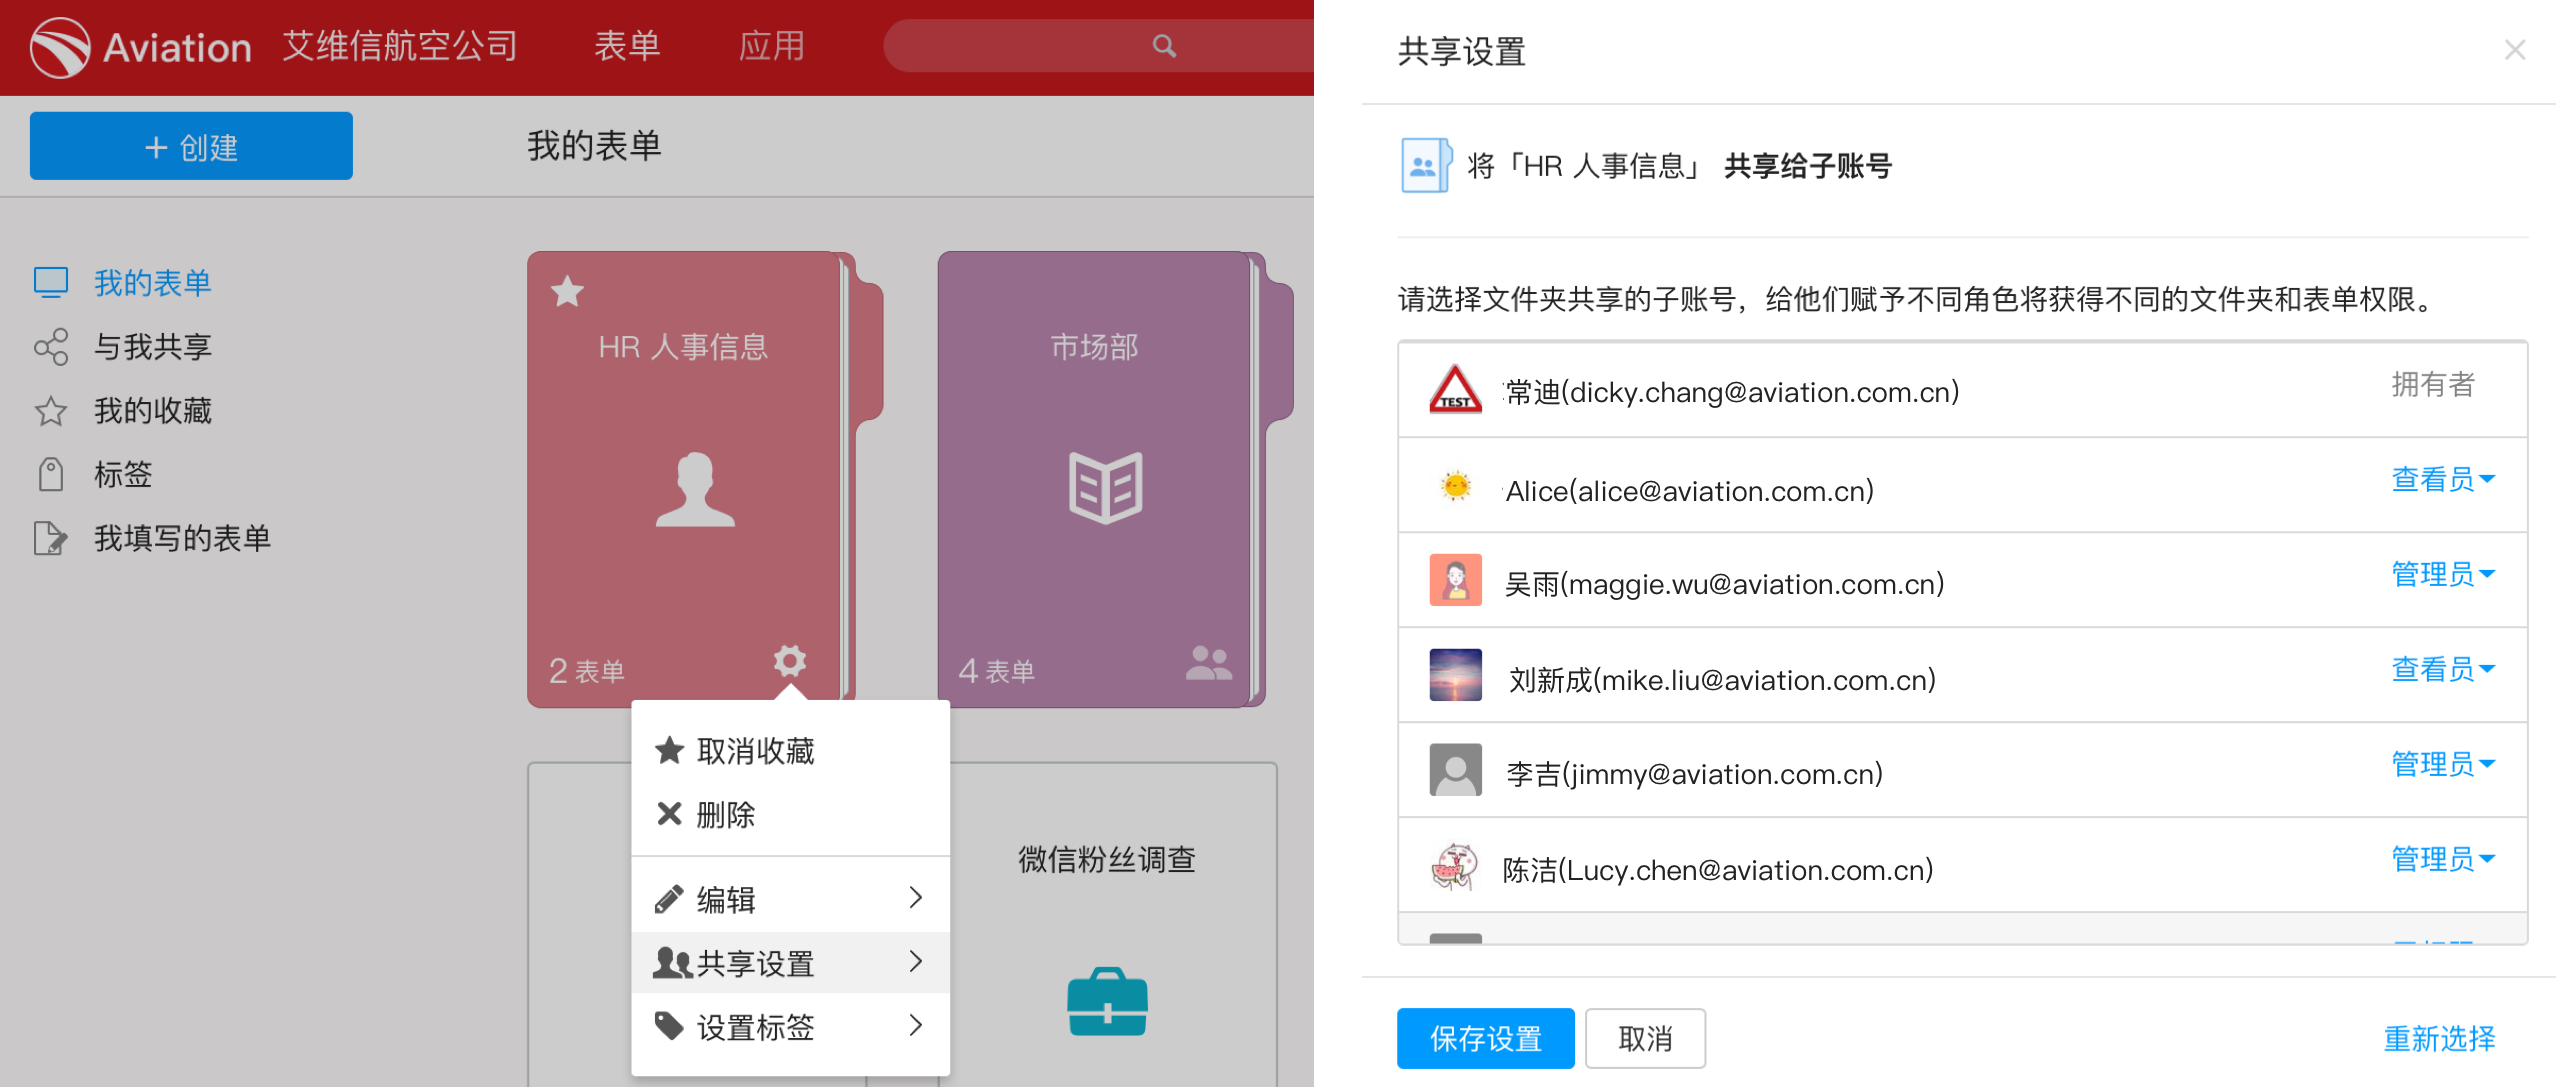 Aviation 艾维信航空公司 表单 应用
+ 创建
我的表单
我的表单
与我共享
我的收藏
标签
我填写的表单
HR 人事信息
2 表单
市场部
4 表单
取消收藏
删除
编辑
共享设置
设置标签
微信粉丝调查
共享设置
将「HR 人事信息」 共享给子账号
请选择文件夹共享的子账号，给他们赋予不同角色将获得不同的文件夹和表单权限。
TEST
常迪(dicky.chang@aviation.com.cn) 拥有者
Alice(alice@aviation.com.cn) 查看员
吴雨(maggie.wu@aviation.com.cn) 管理员
刘新成(mike.liu@aviation.com.cn) 查看员
李吉(jimmy@aviation.com.cn) 管理员
陈洁(Lucy.chen@aviation.com.cn) 管理员
保存设置 取消 重新选择